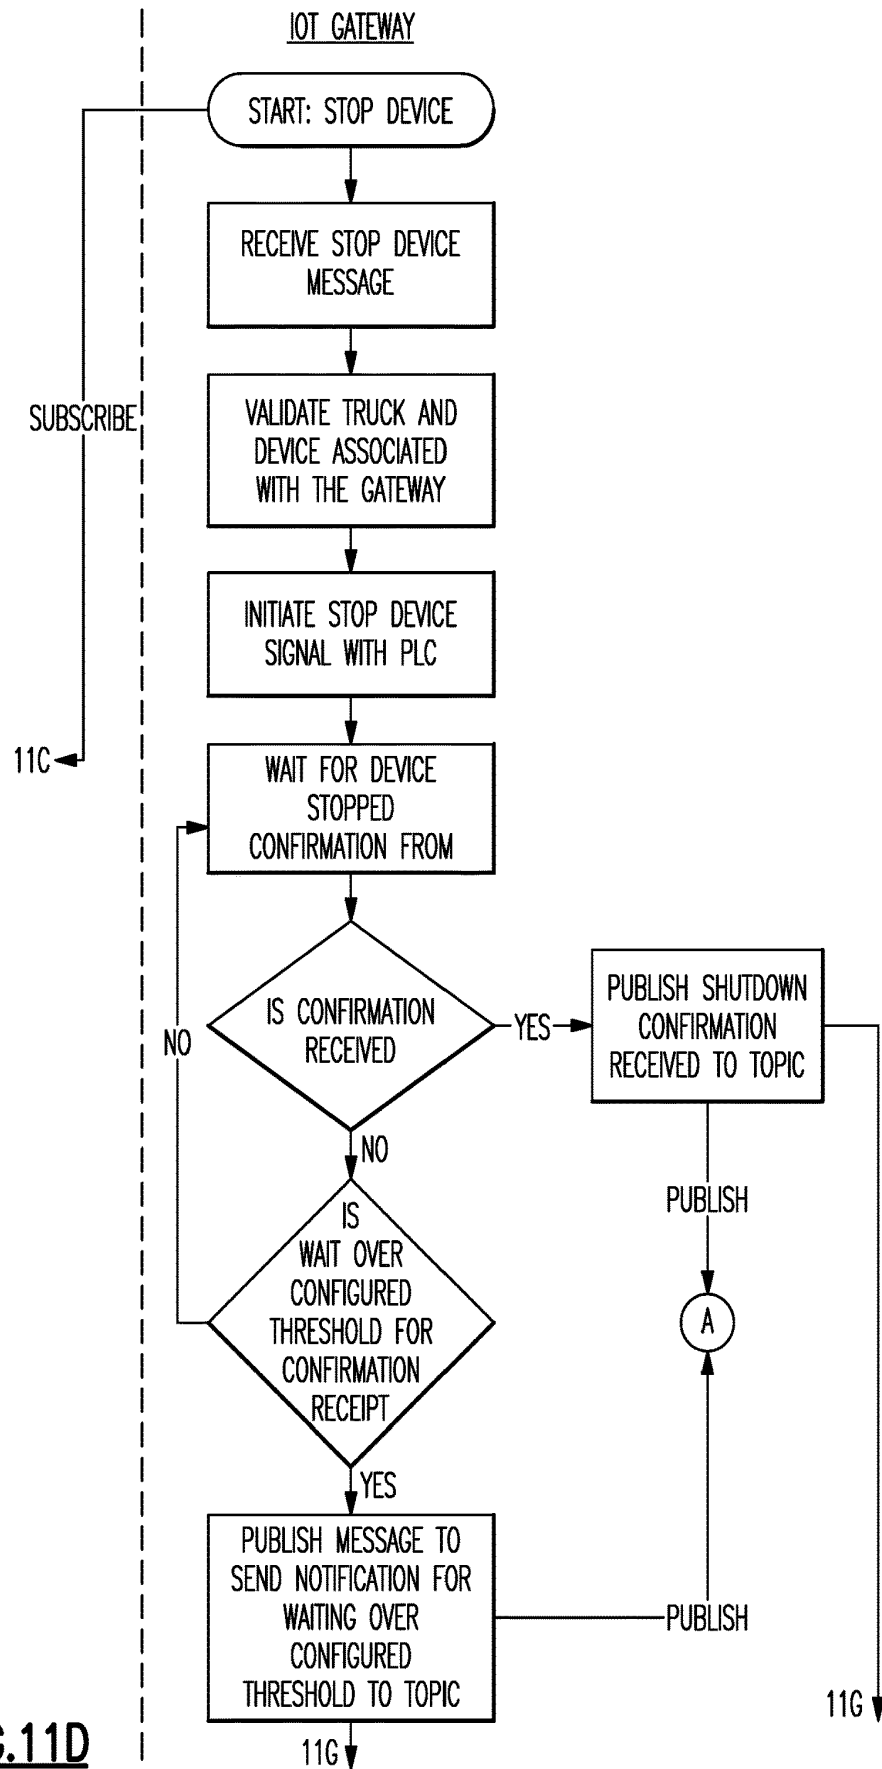 IOT GATEWAY
START: STOP DEVICE
RECEIVE STOP DEVICE
MESSAGE
SUBSCRIBE
VALIDATE TRUCK AND
DEVICE ASSOCIATED
WITH THE GATEWAY
INITIATE STOP DEVICE
SIGNAL WITH PLC
11C
WAIT FOR DEVICE
STOPPED
CONFIRMATION FROM
IS CONFIRMATION
RECEIVED
YES
PUBLISH SHUTDOWN
CONFIRMATION
RECEIVED TO TOPIC
NO
NO
PUBLISH
IS
WAIT OVER
CONFIGURED
THRESHOLD FOR
CONFIRMATION
RECEIPT
A
YES
PUBLISH MESSAGE TO
SEND NOTIFICATION FOR
WAITING OVER
CONFIGURED
THRESHOLD TO TOPIC
PUBLISH
11G
11G
.11D